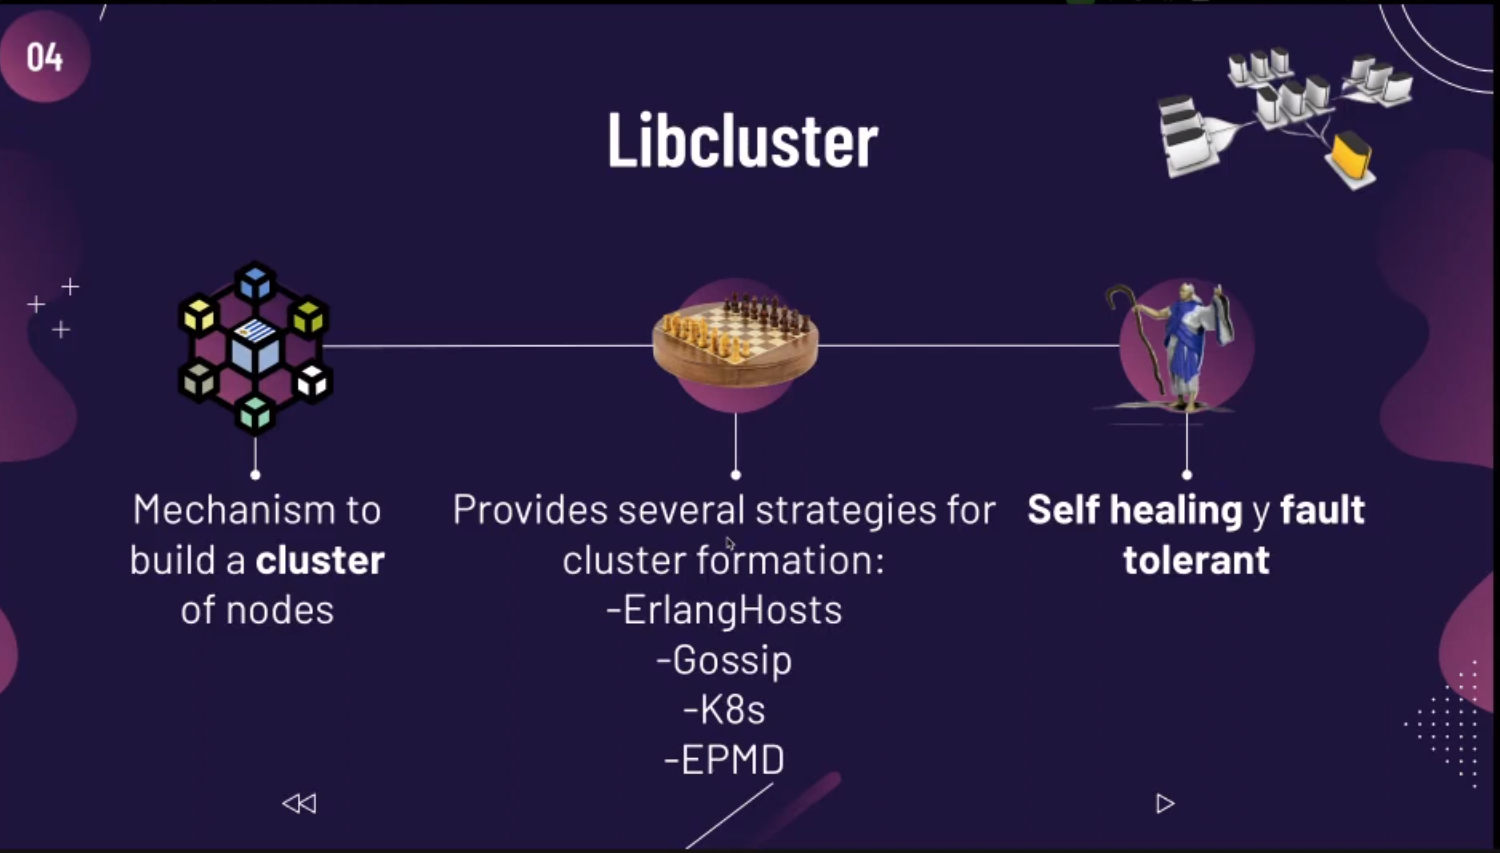 04
Libcluster
Mechanism to
build a cluster
of nodes
Provides several strategies for
cluster formation:
-ErlangHosts
-Gossip
-K8s
-EPMD
Self healing y fault
tolerant